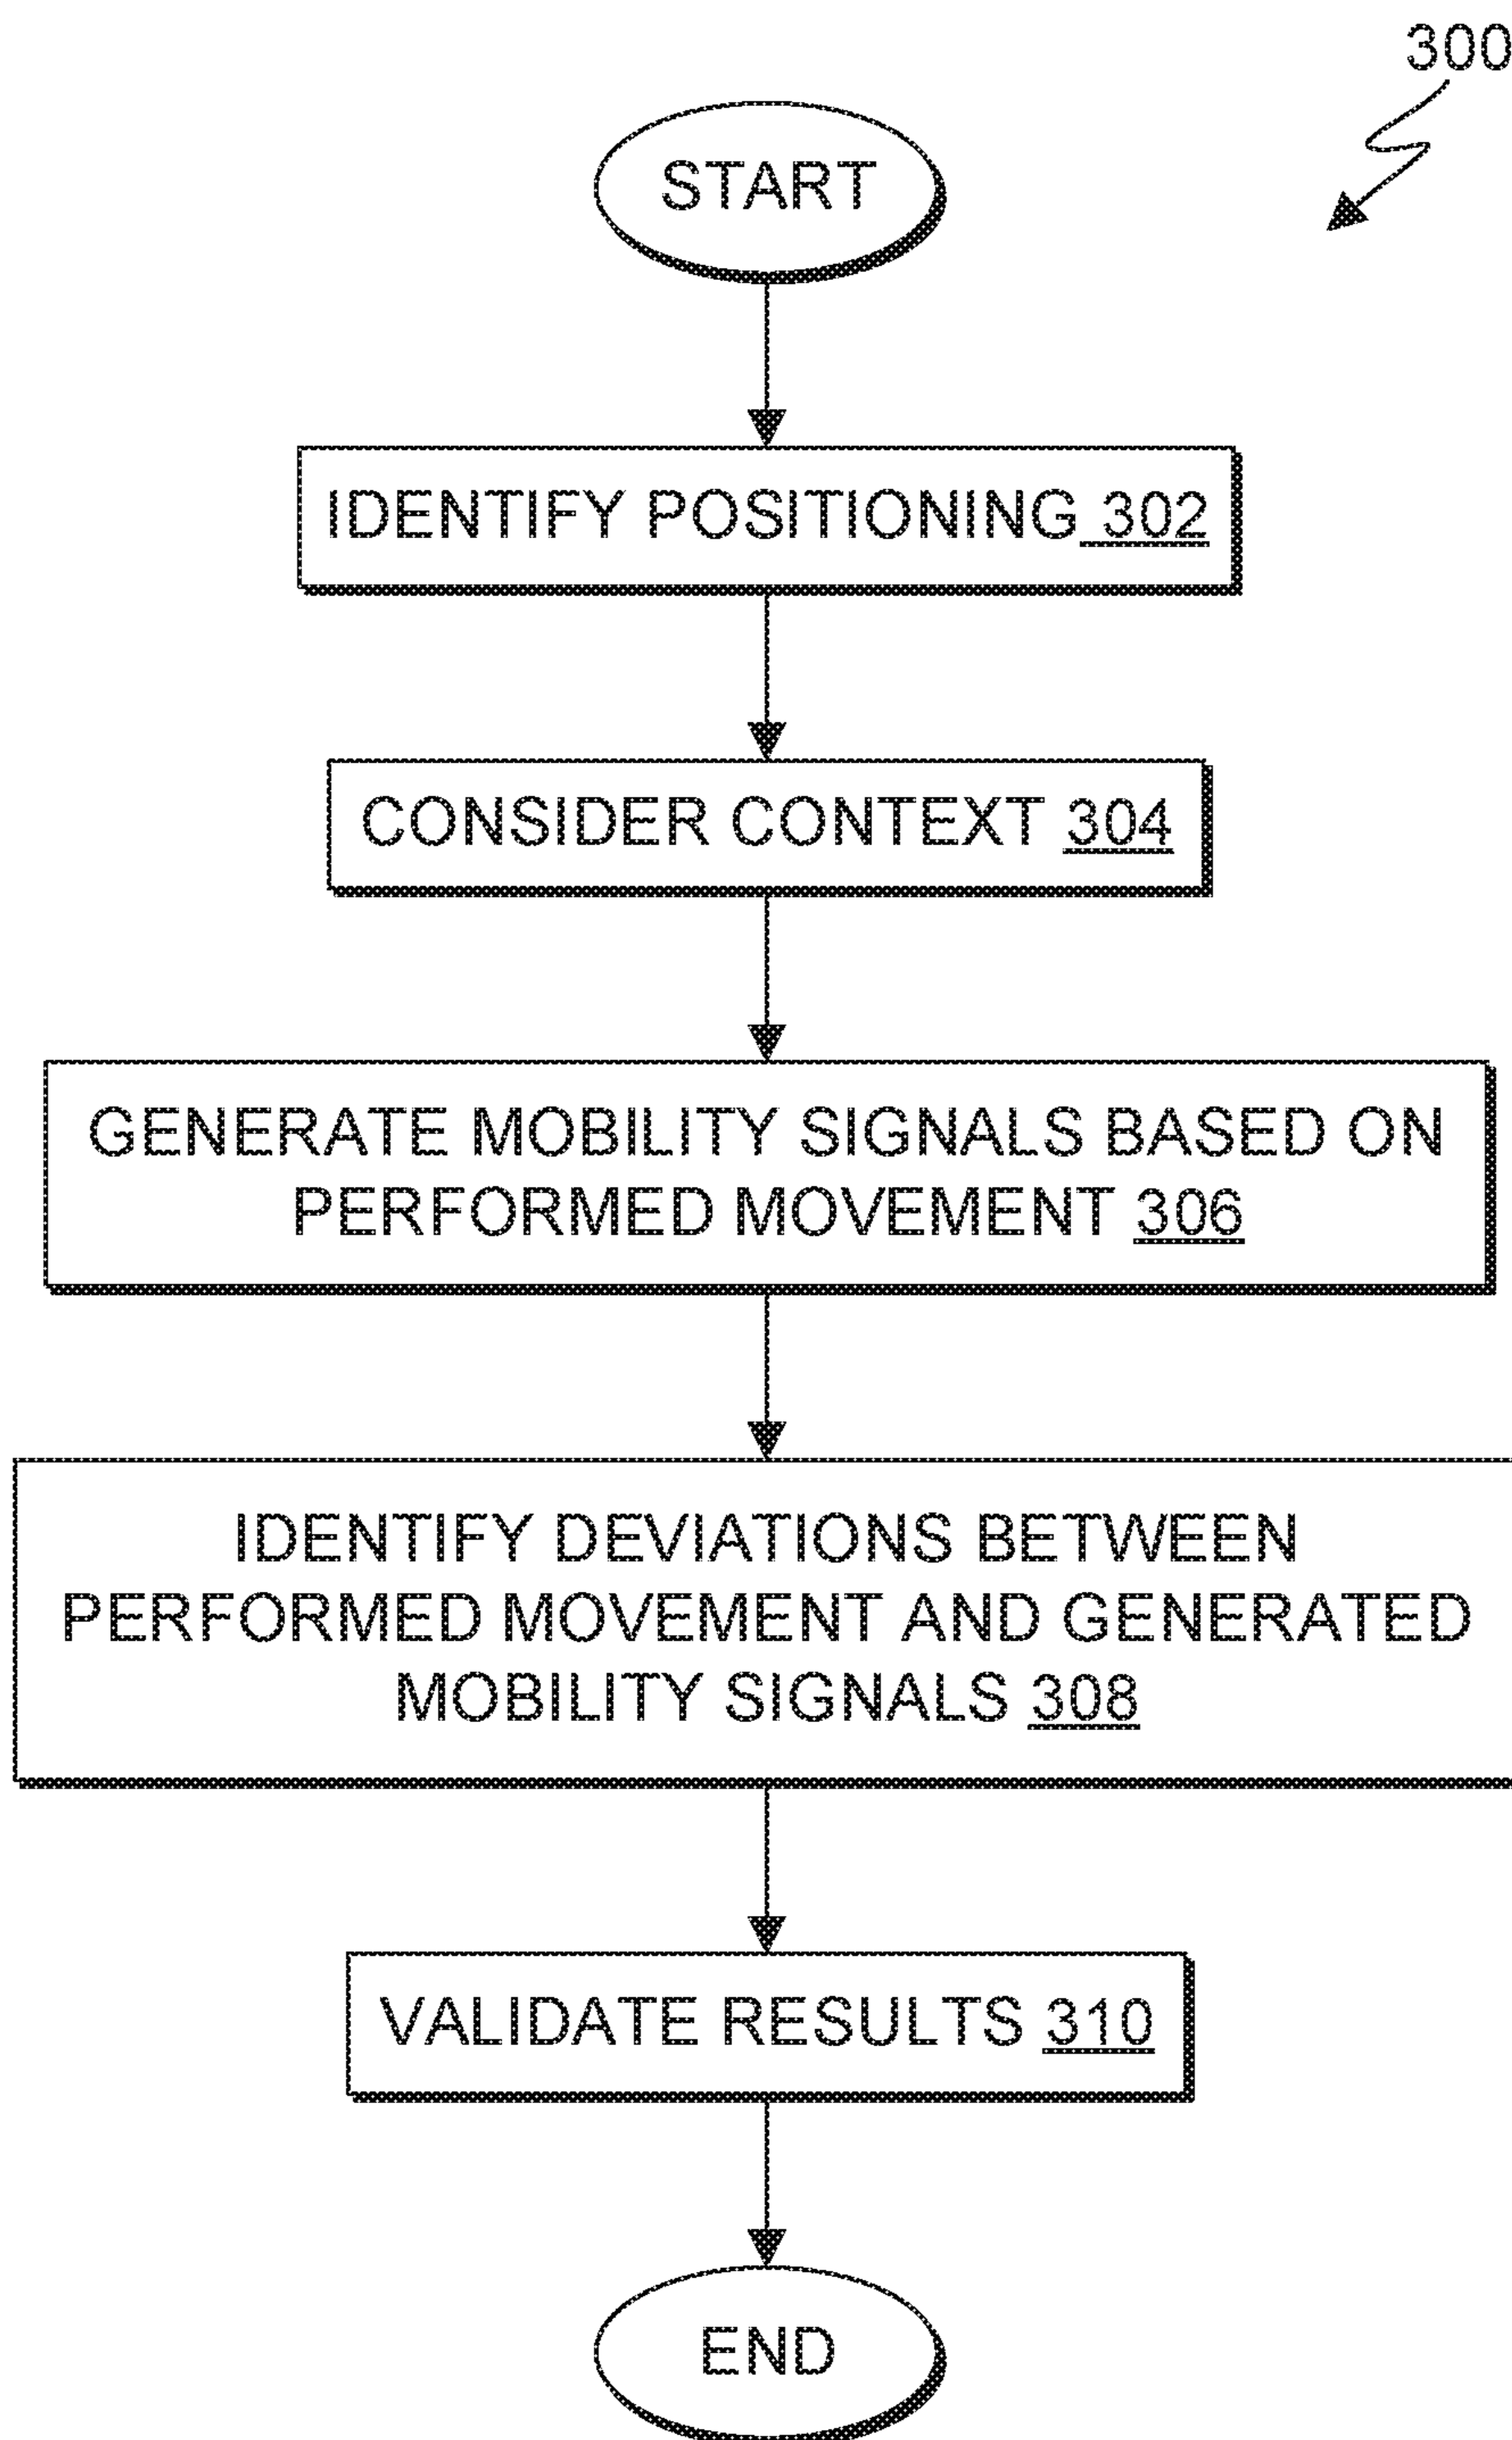 300
START
IDENTIFY POSITIONING 302
CONSIDER CONTEXT 304
GENERATE MOBILITY SIGNALS BASED ON
PERFORMED MOVEMENT 306
IDENTIFY DEVIATIONS BETWEEN
PERFORMED MOVEMENT AND GENERATED
MOBILITY SIGNALS 308
VALIDATE RESULTS 310
END